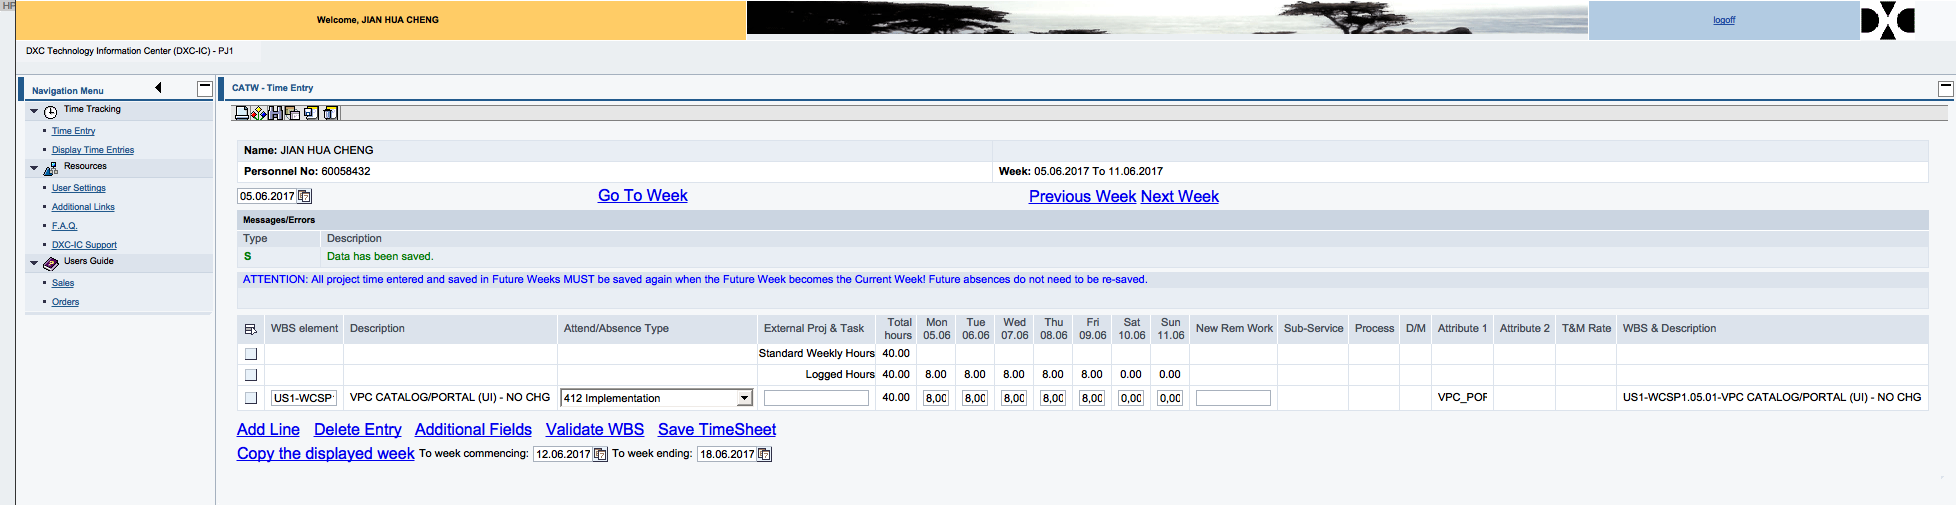 HP
Welcome, JIAN HUA CHENG
logoff
DXC
DXC Technology Information Center (DXC-IC) - PJ1
Navigation Menu
Time Tracking
Time Entry
Display Time Entries
Resources
User Settings
Additional Links
F.A.Q.
DXC-IC Support
Users Guide
Sales
Orders
CATW - Time Entry
Name: JIAN HUA CHENG
Personnel No: 60058432 Week: 05.06.2017 To 11.06.2017
05.06.2017 Go To Week Previous Week Next Week
Messages/Errors
Type Description
S Data has been saved.
ATTENTION: All project time entered and saved in Future Weeks MUST be saved again when the Future Week becomes the Current Week! Future absences do not need to be re-saved.
WBS element Description Attend/Absence Type External Proj & Task Total hours Mon 05.06 Tue 06.06 Wed 07.06 Thu 08.06 Fri 09.06 Sat 10.06 Sun 11.06 New Rem Work Sub-Service Process D/M Attribute 1 Attribute 2 T&M Rate WBS & Description
Standard Weekly Hours 40.00
Logged Hours 40.00 8.00 8.00 8.00 8.00 8.00 0.00 0.00
US1-WCSP VPC CATALOG/PORTAL (UI) - NO CHG 412 Implementation 40.00 8,00 8,00 8,00 8,00 8,00 0,00 0,00 VPC_POF US1-WCSP1.05.01-VPC CATALOG/PORTAL (UI) - NO CHG
Add Line Delete Entry Additional Fields Validate WBS Save TimeSheet
Copy the displayed week To week commencing: 12.06.2017 To week ending: 18.06.2017